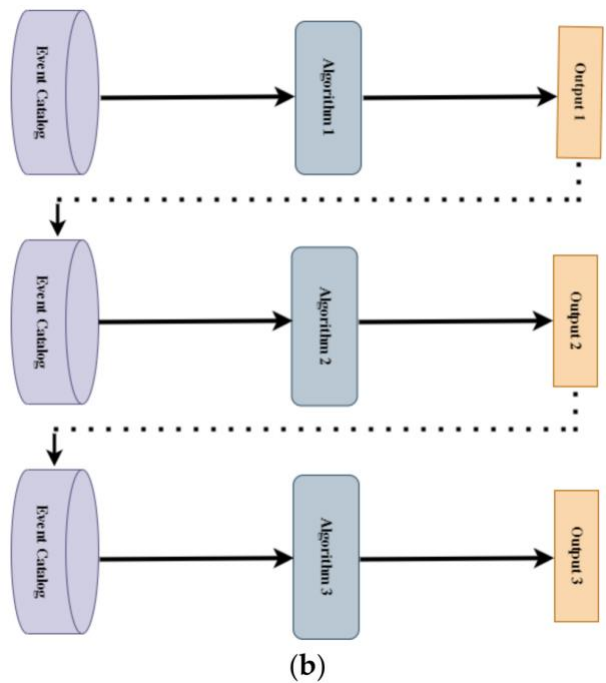 Event Catalog
Algorithm 1
Output 1
Event Catalog
Algorithm 2
Output 2
Event Catalog
Algorithm 3
Output 3
(b)